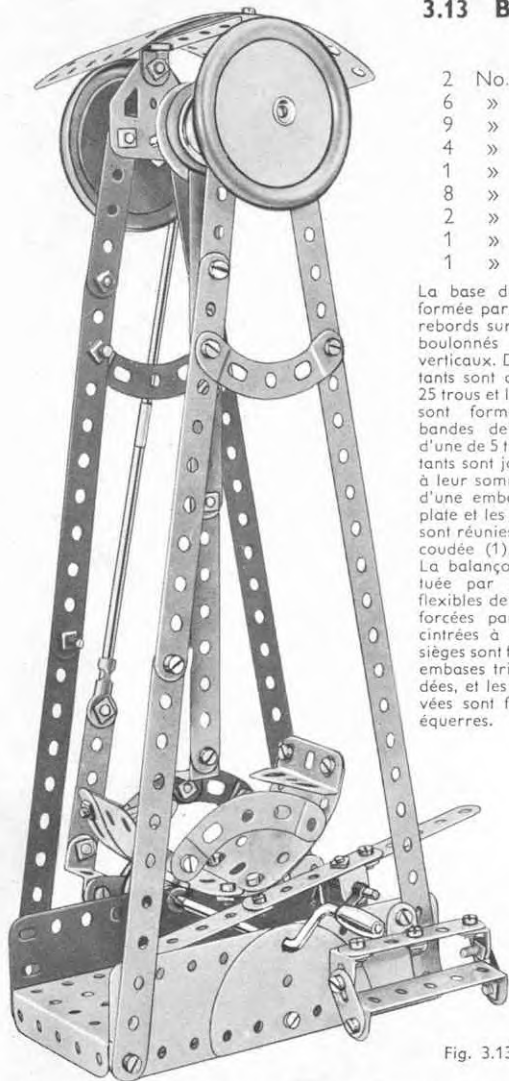 3.13 B
2 No.
6 »
9 »
4 »
1 »
8 »
2 »
1 »
1 »
La base d
formée par
rebords sur
boulonnés
verticaux. D
tants sont c
25 trous et l
sont form
bandes de
d'une de 5 t
tants sont jo
à leur somm
d'une emb
plate et les
sont réunies
coudée (1)
La balanço
tuée par
flexibles de
forcées pa
cintrées à
sièges sont f
embases tri
dées, et les
vées sont f
équerres.
Fig. 3.13